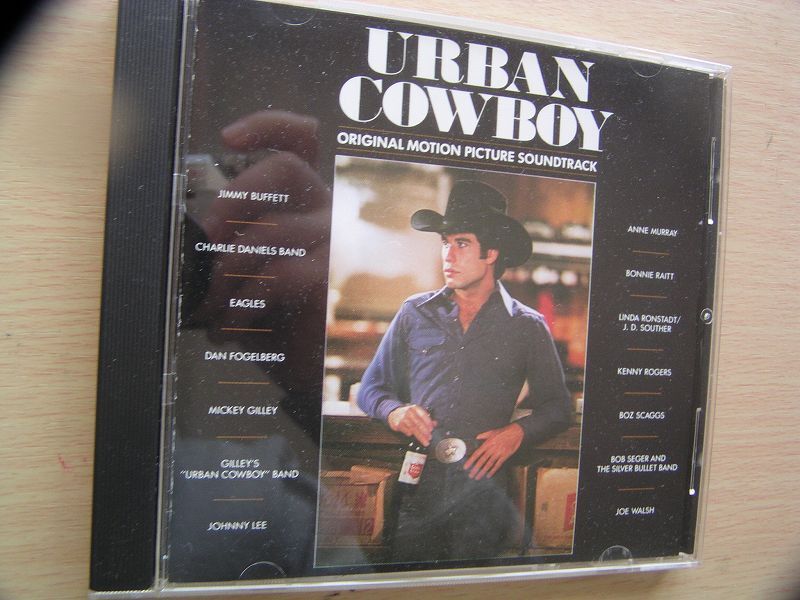 URBAN
COWBOY
ORIGINAL MOTION PICTURE SOUNDTRACK
JIMMY BUFFETT
CHARLIE DANIELS BAND
EAGLES
DAN FOGELBERG
MICKEY GILLEY
GILLEY'S
"URBAN COWBOY" BAND
JOHNNY LEE
ANNE MURRAY
BONNIE RAITT
LINDA RONSTADT/
J. D. SOUTHER
KENNY ROGERS
BOZ SCAGGS
BOB SEGER AND
THE SILVER BULLET BAND
JOE WALSH